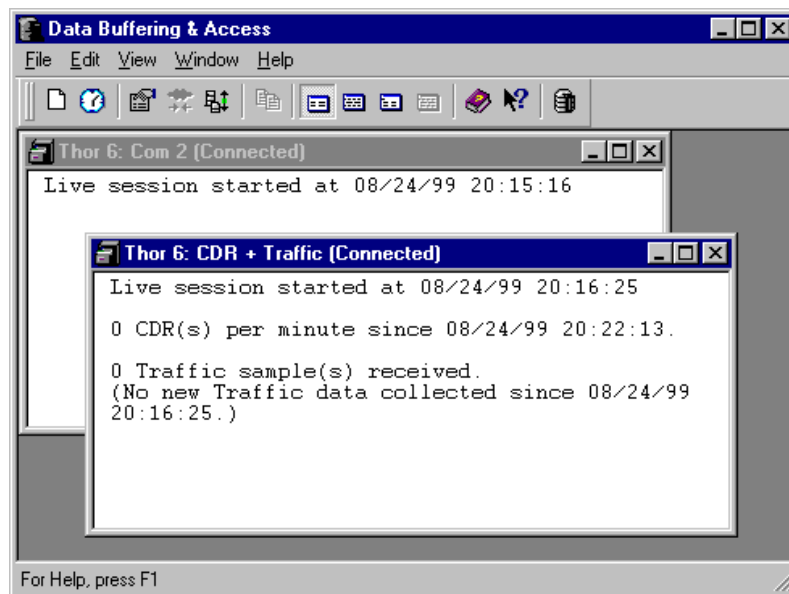 Data Buffering & Access
File Edit View Window Help
Thor 6: Com 2 (Connected)
Live session started at 08/24/99 20:15:16
Thor 6: CDR + Traffic (Connected)
Live session started at 08/24/99 20:16:25
0 CDR(s) per minute since 08/24/99 20:22:13.
0 Traffic sample(s) received.
(No new Traffic data collected since 08/24/99
20:16:25.)
For Help, press F1